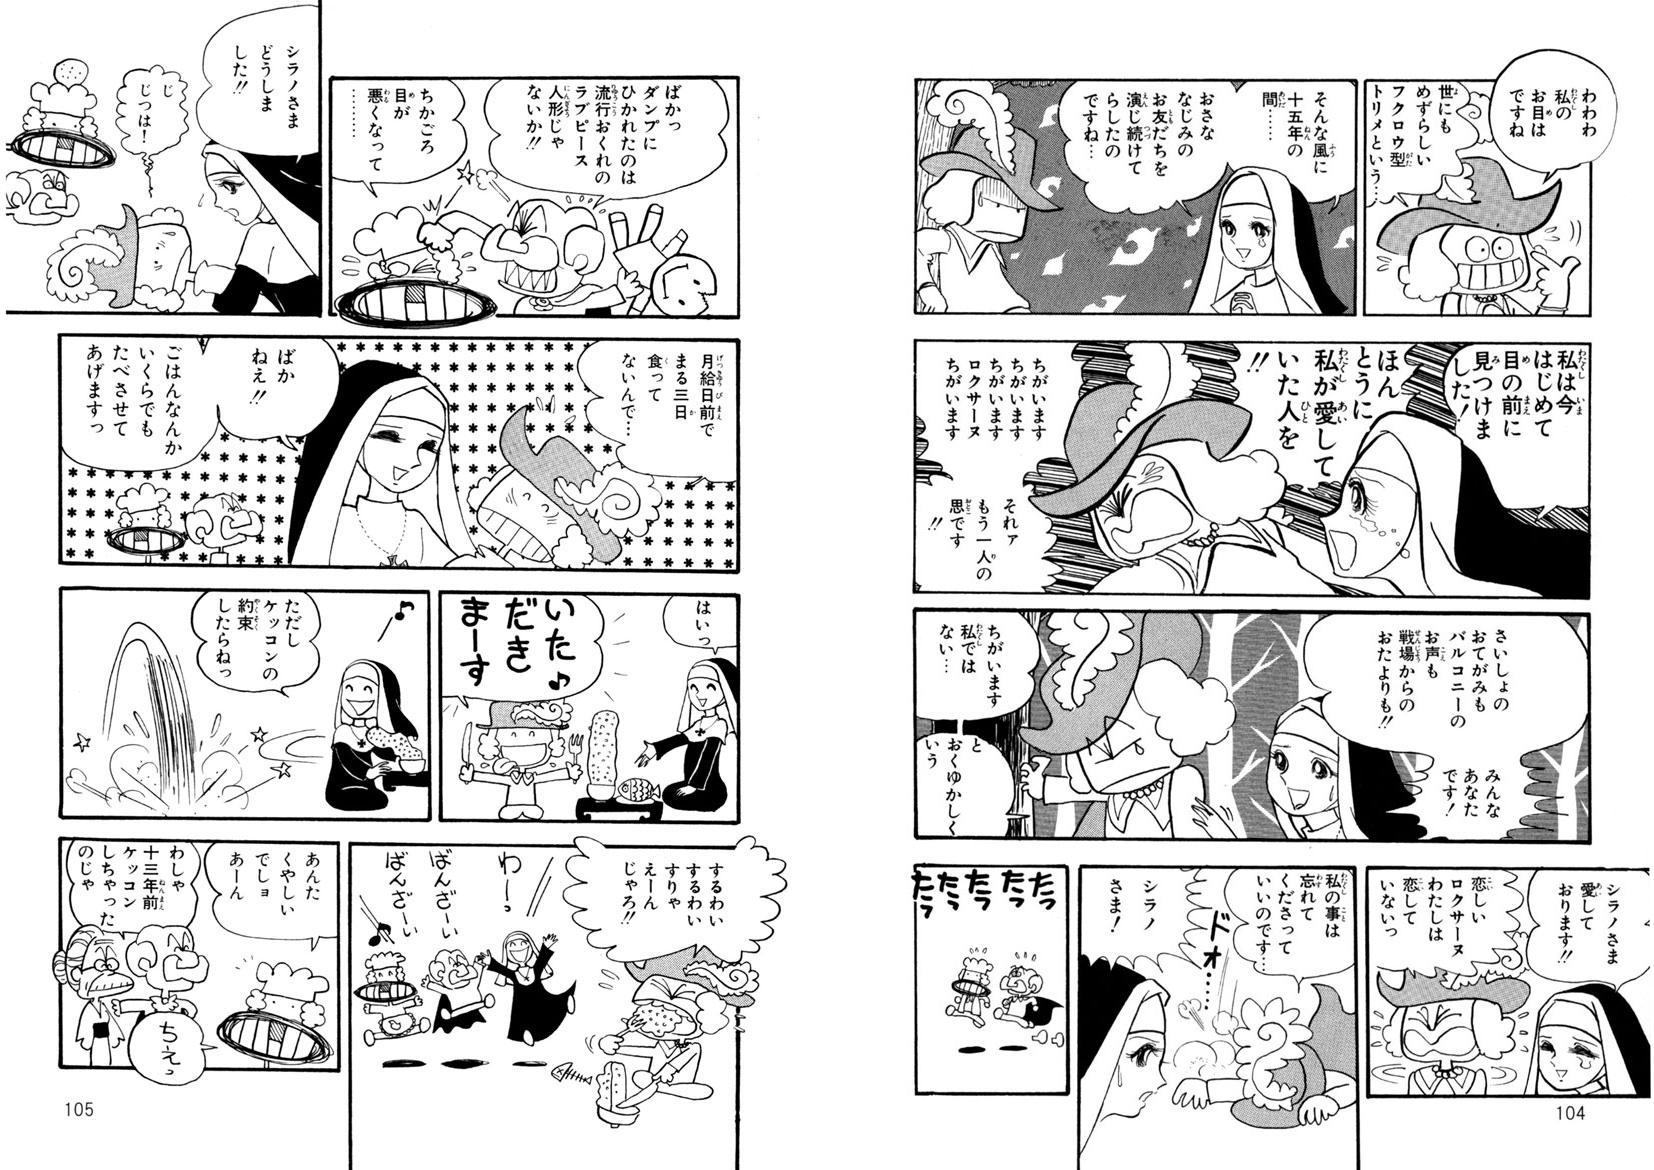 わわわ
私の
お目は
ですね
世にも
めずらしい
フクロウ型
トリメという…
そんな風に
十五年の
間……
おさな
なじみの
お友だちを
演じ続けて
らしたの
ですね…
私は今
はじめて
目の前に
見つけま
した!
ほん
とうに
私が愛して
いた人を
!!
ちがいます
ちがいます
ロクサーヌ
ちがいます
それァ
もう一人の
思です
!!
さいしょの
おてがみも
バルコニーの
お声も
戦場からの
おたよりも!!
みんな
あなた
です!
ちがいます
私では
ない…
と
おくゆかしく
いう
シラノさま
愛して
おります!!
恋しい
ロクサーヌ
わたしは
恋して
いないっ
私の事は
忘れて
くださって
いいのです…
ドォ……
シラノ
さま!
たっ
たっ
たっ
たっ
たっ
104
ばかっ
ダンプに
ひかれたのは
流行おくれの
ラブピース
人形じゃ
ないか!!
ちかごろ
目が
悪くなって
………
シラノさま
どうしま
した!!
じ
じつは!
月給日前で
まる三日
食って
ないんで…
ばか
ねぇ!!
ごはんなんか
いくらでも
たべさせて
あげますっ
はいっ
いた
だき
まーす
ただし
ケッコンの
約束
したらねっ
するわい
するわい
すりゃ
えーん
じゃろ!!
わーっ
ばんざーい
ばんざーい
あんた
くやしい
でしョ
あーん
わしゃ
十三年前
ケッコン
しちゃった
のじゃ
ちえっ
105